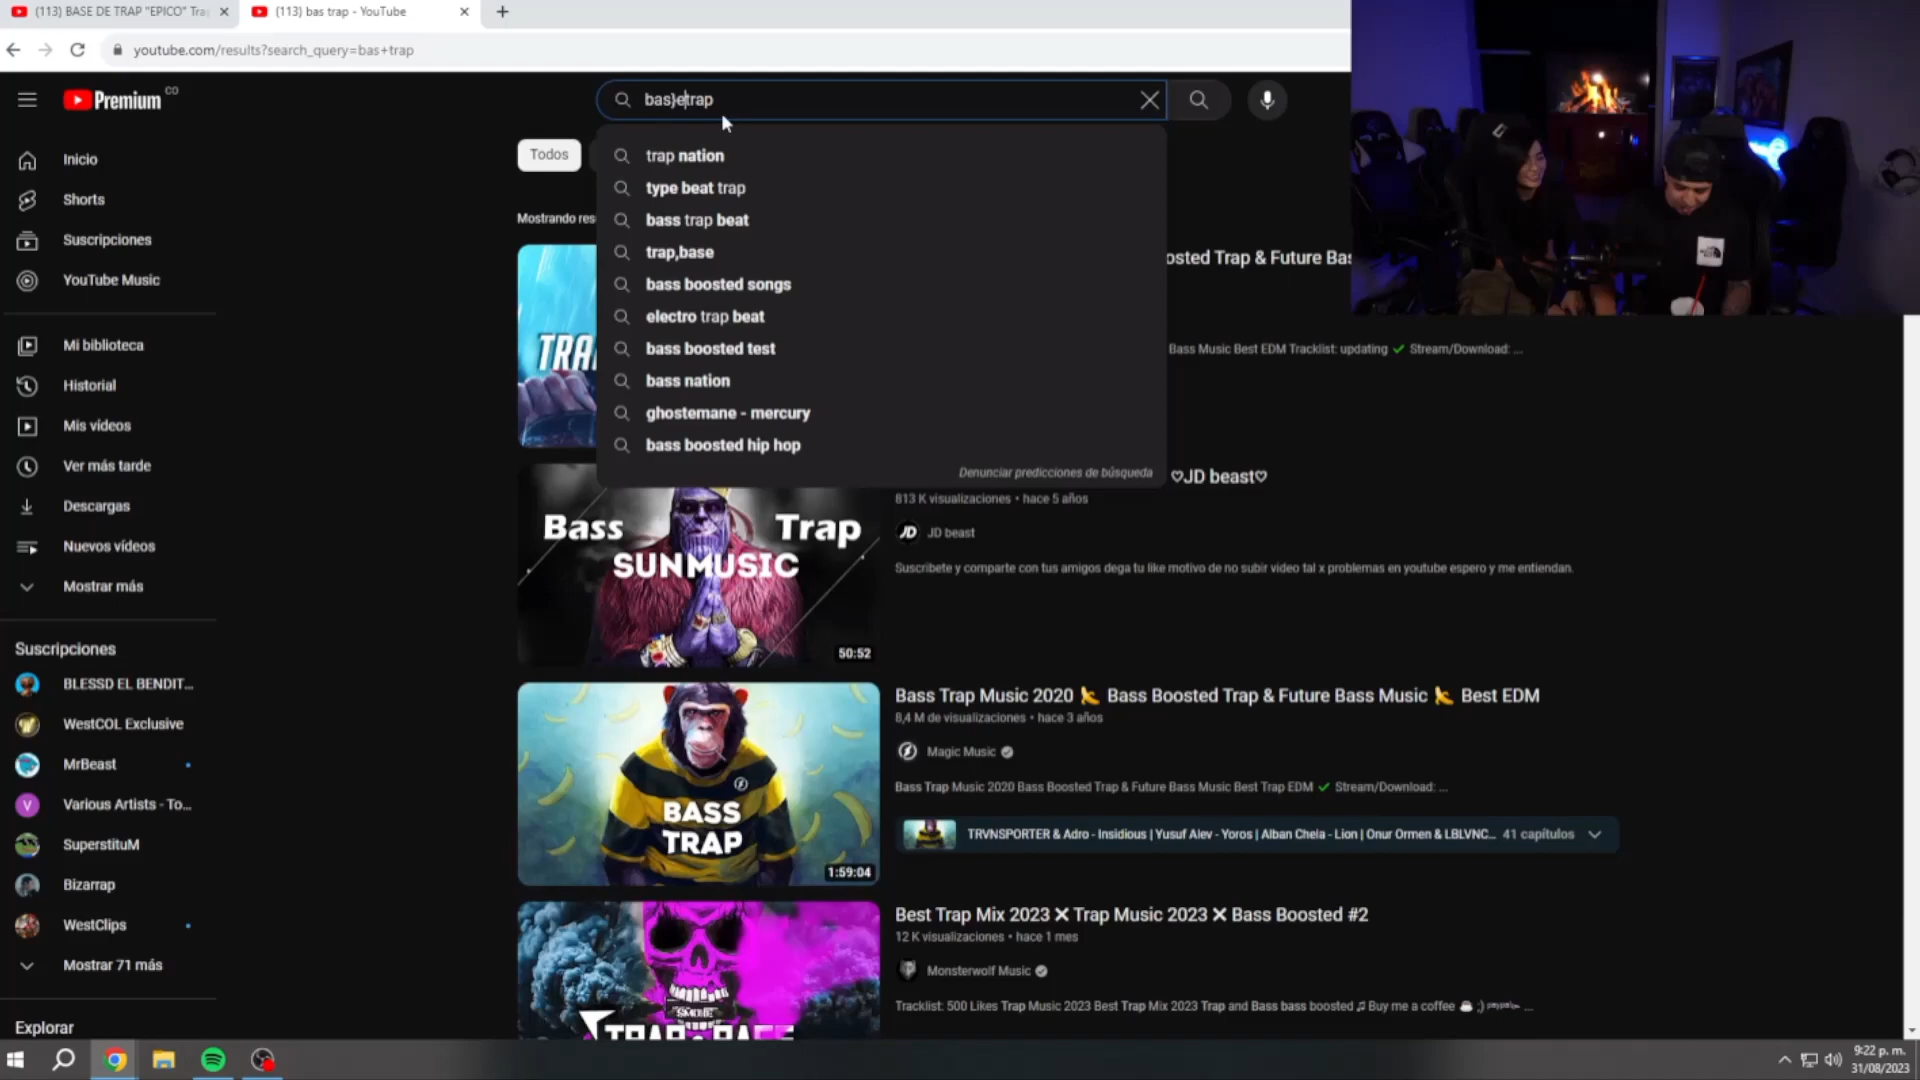 (113) BASE DE TRAP "EPICO" Tra
(113) bas trap - YouTube
youtube.com/results?search_query=bas+trap
Premium CO
bas}etrap
Inicio
Shorts
Suscripciones
YouTube Music
Mi biblioteca
Historial
Mis vídeos
Ver más tarde
Descargas
Nuevos vídeos
Mostrar más
Suscripciones
BLESSD EL BENDIT...
WestCOL Exclusive
MrBeast
V
Various Artists - To...
SuperstituM
Bizarrap
WestClips
Mostrar 71 más
Explorar
Todos
Mostrando res
trap nation
type beat trap
bass trap beat
trap,base
bass boosted songs
electro trap beat
bass boosted test
bass nation
ghostemane - mercury
bass boosted hip hop
Denunciar predicciones de búsqueda
TRA
osted Trap & Future Bas
Bass Music Best EDM Tracklist: updating ✔ Stream/Download: ...
Bass Trap
SUNMUSIC
50:52
♡JD beast♡
813 K visualizaciones • hace 5 años
JD JD beast
Suscribete y comparte con tus amigos dega tu like motivo de no subir video tal x problemas en youtube espero y me entiendan.
BASS
TRAP
1:59:04
Bass Trap Music 2020 🍌 Bass Boosted Trap & Future Bass Music 🍌 Best EDM
8,4 M de visualizaciones • hace 3 años
Magic Music
Bass Trap Music 2020 Bass Boosted Trap & Future Bass Music Best Trap EDM ✔ Stream/Download: ...
TRVNSPORTER & Adro - Insidious | Yusuf Alev - Yoros | Alban Chela - Lion | Onur Ormen & LBLVNC... 41 capítulos
Best Trap Mix 2023 ❌ Trap Music 2023 ❌ Bass Boosted #2
12 K visualizaciones • hace 1 mes
Monsterwolf Music
Tracklist: 500 Likes Trap Music 2023 Best Trap Mix 2023 Trap and Bass bass boosted ♫ Buy me a coffee ☕ ;) ...
9:22 p. m.
31/08/2023